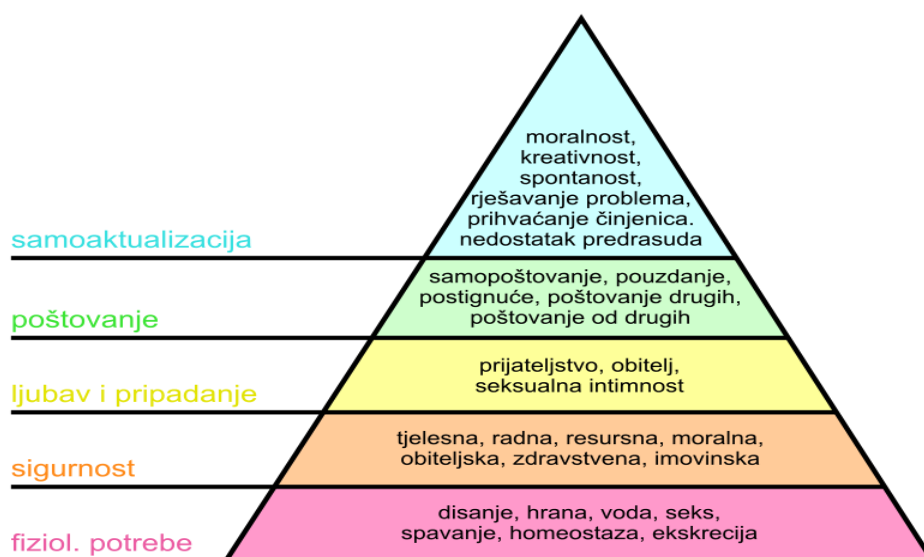 moralnost,
kreativnost,
spontanost,
rješavanje problema,
prihvaćanje činjenica.
nedostatak predrasuda
samoaktualizacija
samopoštovanje, pouzdanje,
postignuće, poštovanje drugih,
poštovanje od drugih
poštovanje
prijateljstvo, obitelj,
seksualna intimnost
ljubav i pripadanje
tjelesna, radna, resursna, moralna,
obiteljska, zdravstvena, imovinska
sigurnost
disanje, hrana, voda, seks,
spavanje, homeostaza, ekskrecija
fiziol. potrebe